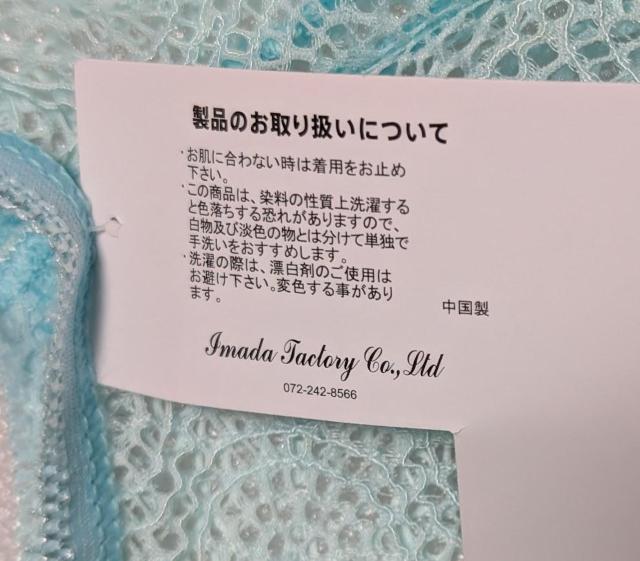 製品のお取り扱いについて
・お肌に合わない時は着用をお止め
下さい。
・この商品は、染料の性質上洗濯する
と色落ちする恐れがありますので、
白物及び淡色の物とは分けて単独で
手洗いをおすすめします。
・洗濯の際は、漂白剤のご使用は
お避け下さい。変色する事があり
ます。
中国製
Imada Factory Co.,Ltd
072-242-8566